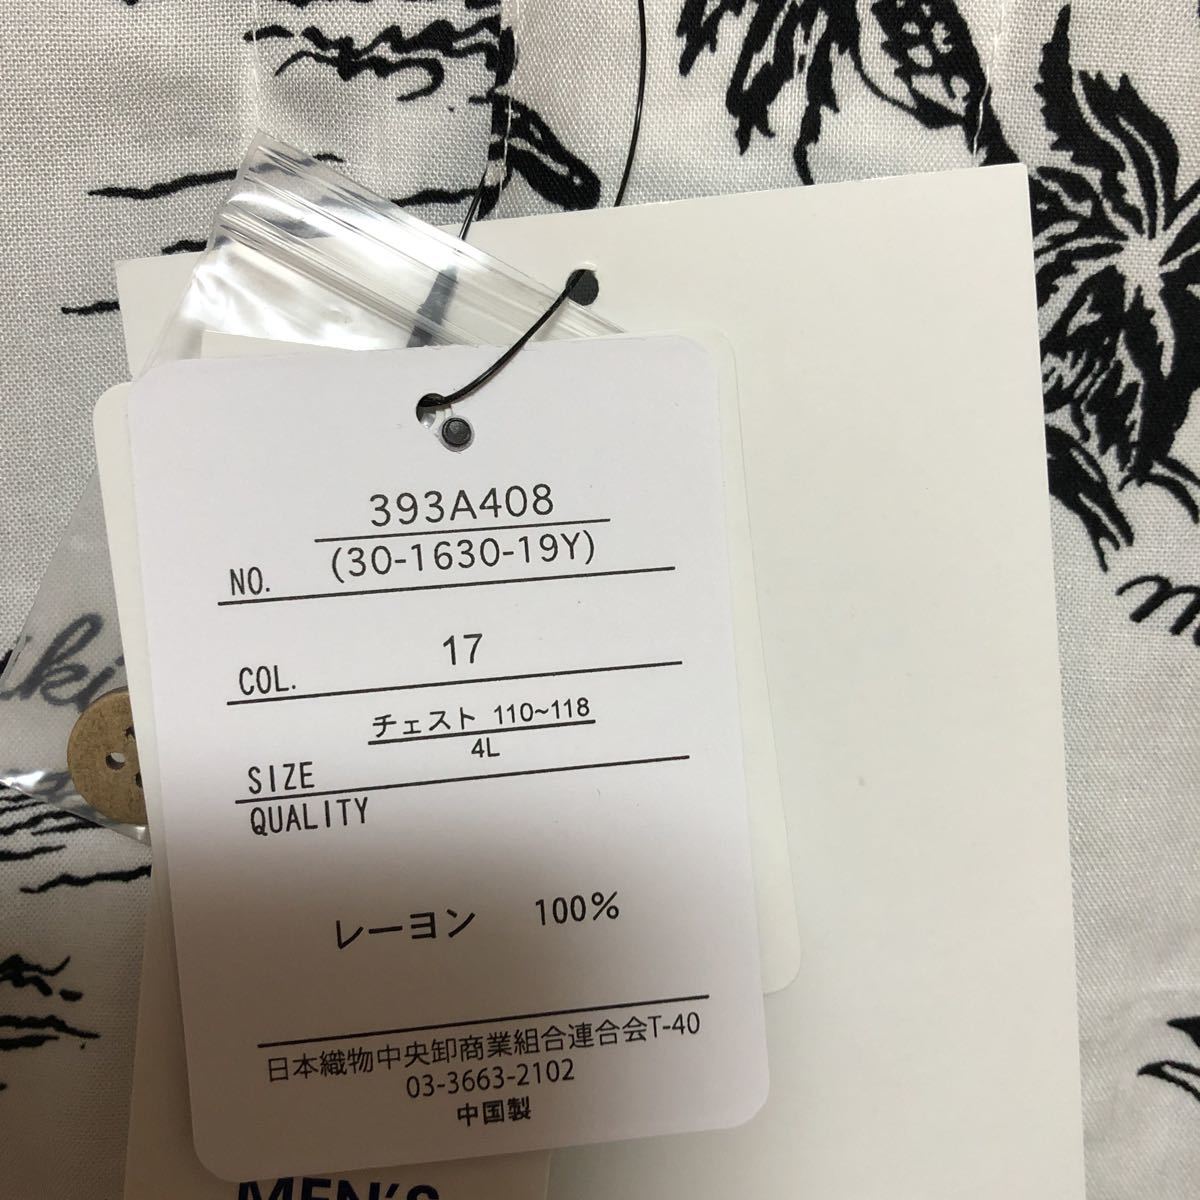 393A408
NO. (30-1630-19Y)
COL. 17
チェスト 110~118
SIZE 4L
QUALITY
レーヨン 100%
日本織物中央卸商業組合連合会T-40
03-3663-2102
中国製
MEN'S